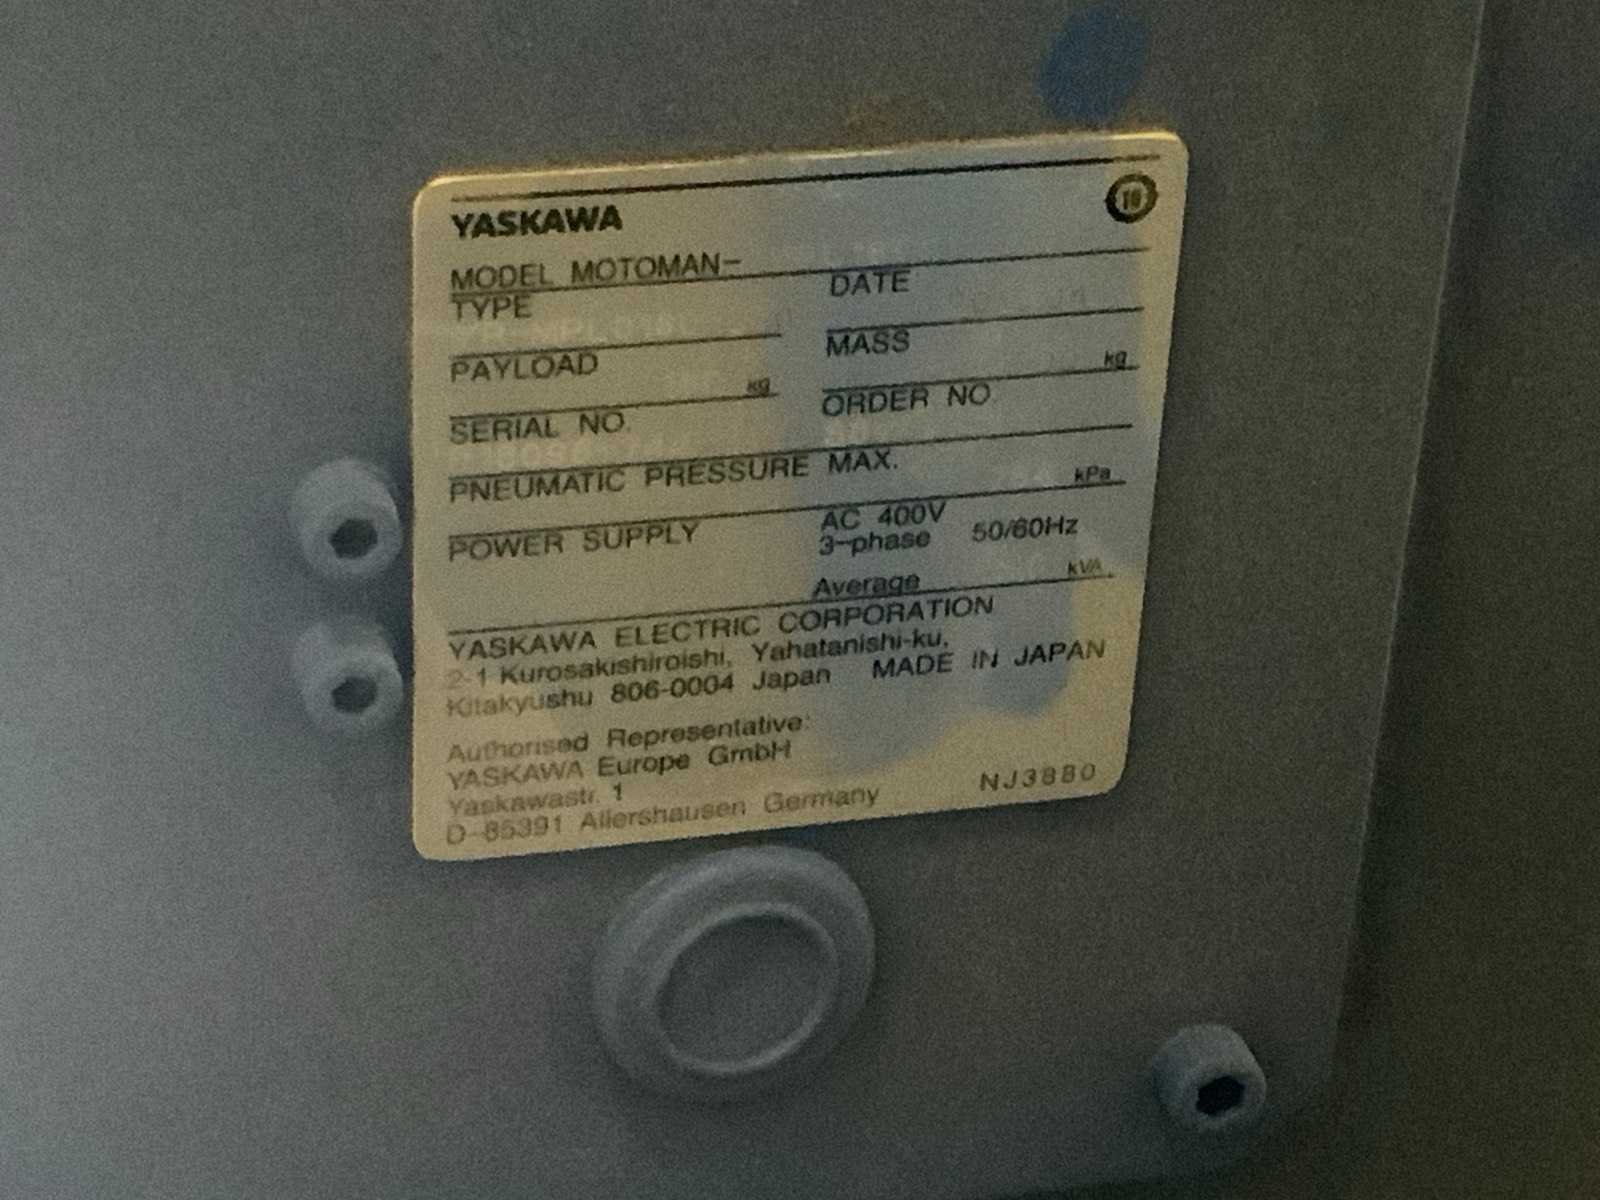 YASKAWA
MODEL MOTOMAN-
TYPE DATE
PAYLOAD kg MASS kg
SERIAL NO. ORDER NO
PNEUMATIC PRESSURE MAX. kPa
POWER SUPPLY AC 400V
3-phase 50/60Hz
Average kVA
YASKAWA ELECTRIC CORPORATION
2-1 Kurosakishiroishi, Yahatanishi-ku,
Kitakyushu 806-0004 Japan MADE IN JAPAN
Authorised Representative:
YASKAWA Europe GmbH
Yaskawastr. 1
D-85391 Allershausen Germany NJ3880